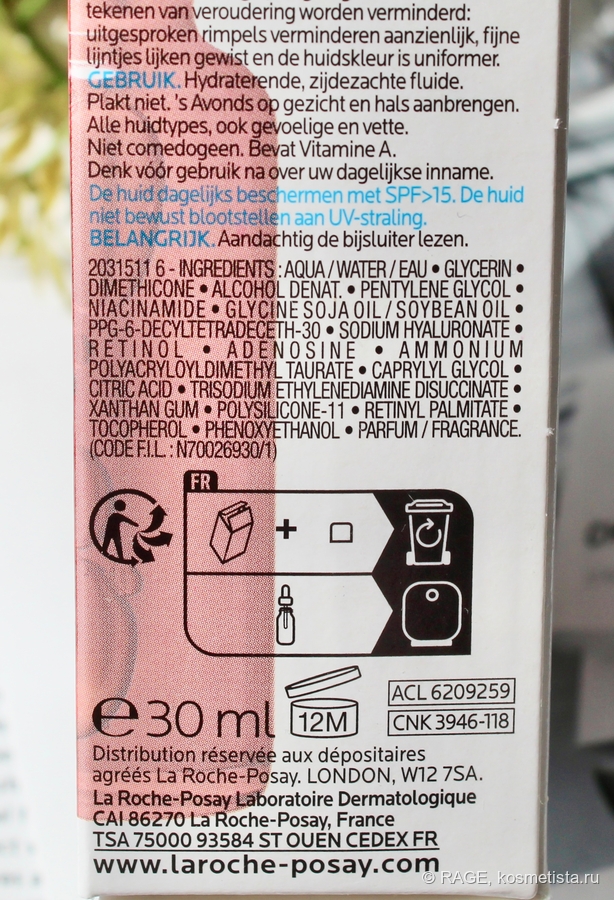 tekenen van veroudering worden verminderd:
uitgesproken rimpels verminderen aanzienlijk, fijne
lijntjes lijken gewist en de huidskleur is uniformer.
GEBRUIK. Hydraterende, zijdezachte fluide.
Plakt niet. 's Avonds op gezicht en hals aanbrengen.
Alle huidtypes, ook gevoelige en vette.
Niet comedogeen. Bevat Vitamine A.
Denk vóór gebruik na over uw dagelijkse inname.
De huid dagelijks beschermen met SPF>15. De huid
niet bewust blootstellen aan UV-straling.
BELANGRIJK. Aandachtig de bijsluiter lezen.
2031511 6 - INGREDIENTS : AQUA / WATER / EAU • GLYCERIN •
DIMETHICONE • ALCOHOL DENAT. • PENTYLENE GLYCOL •
NIACINAMIDE • GLYCINE SOJA OIL / SOYBEAN OIL •
PPG-6-DECYLTETRADECETH-30 • SODIUM HYALURONATE •
RETINOL • ADENOSINE • AMMONIUM
POLYACRYLOYLDIMETHYL TAURATE • CAPRYLYL GLYCOL •
CITRIC ACID • TRISODIUM ETHYLENEDIAMINE DISUCCINATE •
XANTHAN GUM • POLYSILICONE-11 • RETINYL PALMITATE •
TOCOPHEROL • PHENOXYETHANOL • PARFUM / FRAGRANCE.
(CODE F.I.L. : N70026930/1)
FR
+
e 30 ml
12M
ACL 6209259
CNK 3946-118
Distribution réservée aux dépositaires
agréés La Roche-Posay. LONDON, W12 7SA.
La Roche-Posay Laboratoire Dermatologique
CAI 86270 La Roche-Posay, France
TSA 75000 93584 ST OUEN CEDEX FR
www.laroche-posay.com
© RAGE, kosmetista.ru